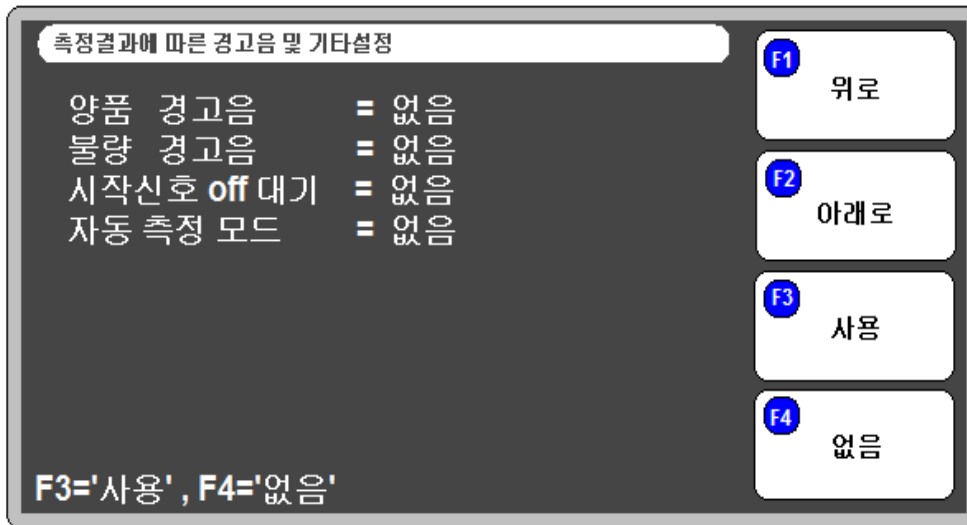 측정결과에 따른 경고음 및 기타설정
양품 경고음 = 없음
불량 경고음 = 없음
시작신호 off 대기 = 없음
자동 측정 모드 = 없음
F3='사용' , F4='없음'
F1
위로
F2
아래로
F3
사용
F4
없음